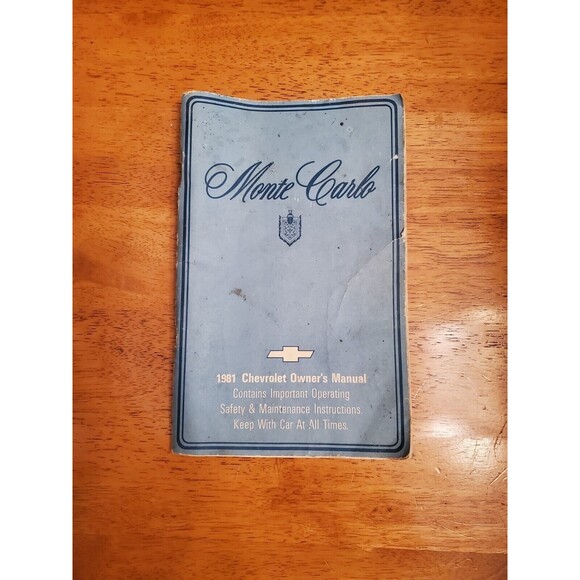 Monte Carlo
1981 Chevrolet Owner's Manual
Contains Important Operating
Safety & Maintenance Instructions
Keep With Car At All Times.